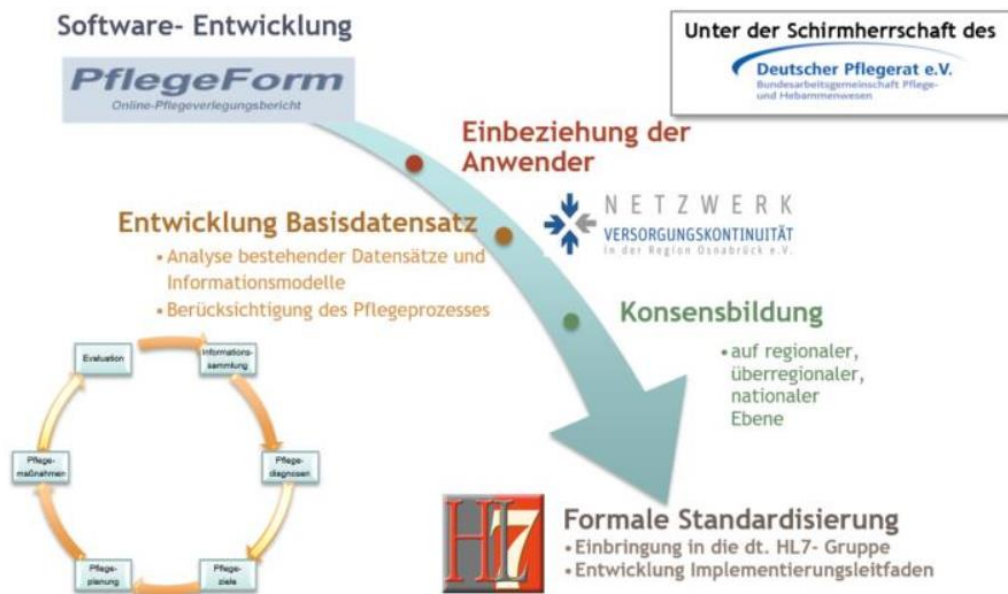 Software- Entwicklung
PflegeForm
Online-Pflegeverlegungsbericht
Unter der Schirmherrschaft des
Deutscher Pflegerat e.V.
Bundesarbeitsgemeinschaft Pflege-
und Hebammenwesen
Einbeziehung der
Anwender
NETZWERK
VERSORGUNGSKONTINUITÄT
in der Region Osnabrück e.V.
Entwicklung Basisdatensatz
▪ Analyse bestehender Datensätze und
Informationsmodelle
▪ Berücksichtigung des Pflegeprozesses
Konsensbildung
▪ auf regionaler,
überregionaler,
nationaler
Ebene
Evaluation
Informations-
sammlung
Pflege-
diagnosen
Pflege-
ziele
Pflege-
planung
Pflege-
maßnahmen
HL7
Formale Standardisierung
▪ Einbringung in die dt. HL7- Gruppe
▪ Entwicklung Implementierungsleitfaden